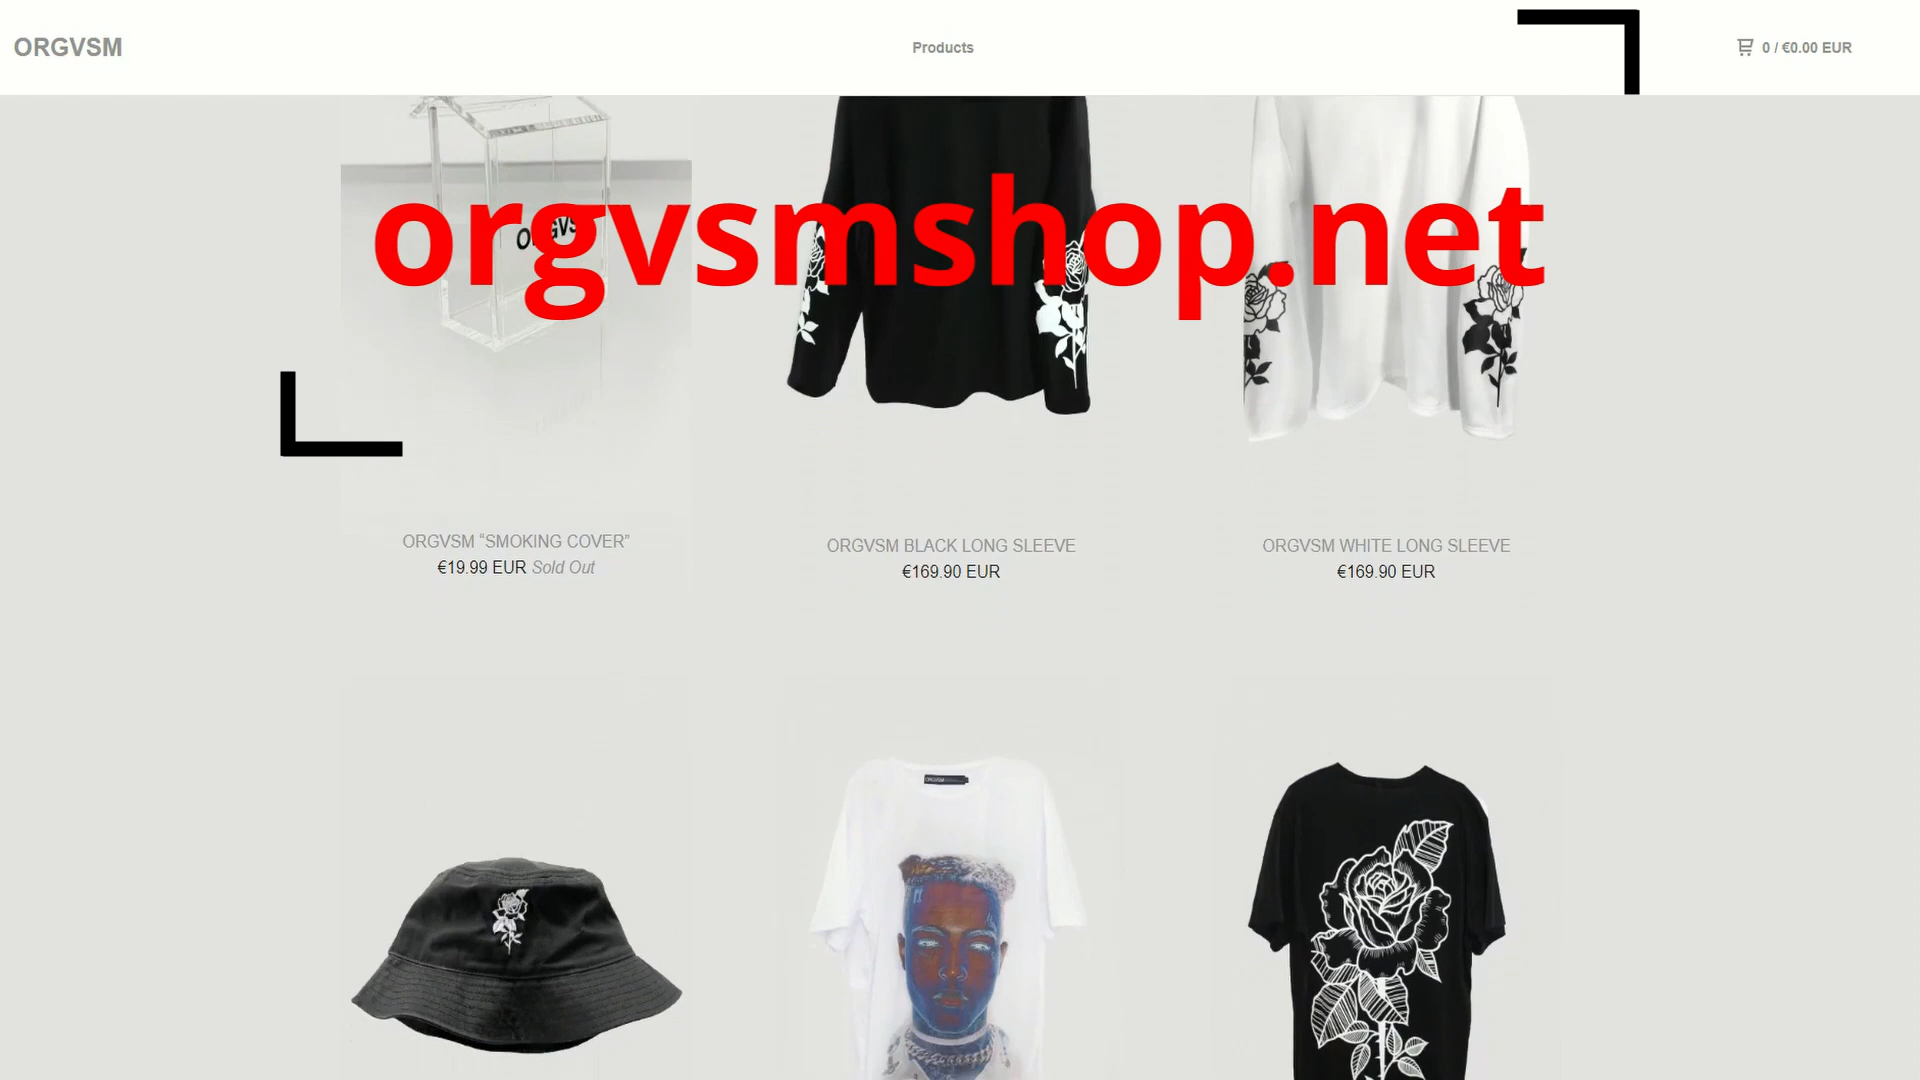 ORGVSM
Products
0 / €0.00 EUR
orgvsmshop.net
ORGVSM “SMOKING COVER”
€19.99 EUR Sold Out
ORGVSM BLACK LONG SLEEVE
€169.90 EUR
ORGVSM WHITE LONG SLEEVE
€169.90 EUR